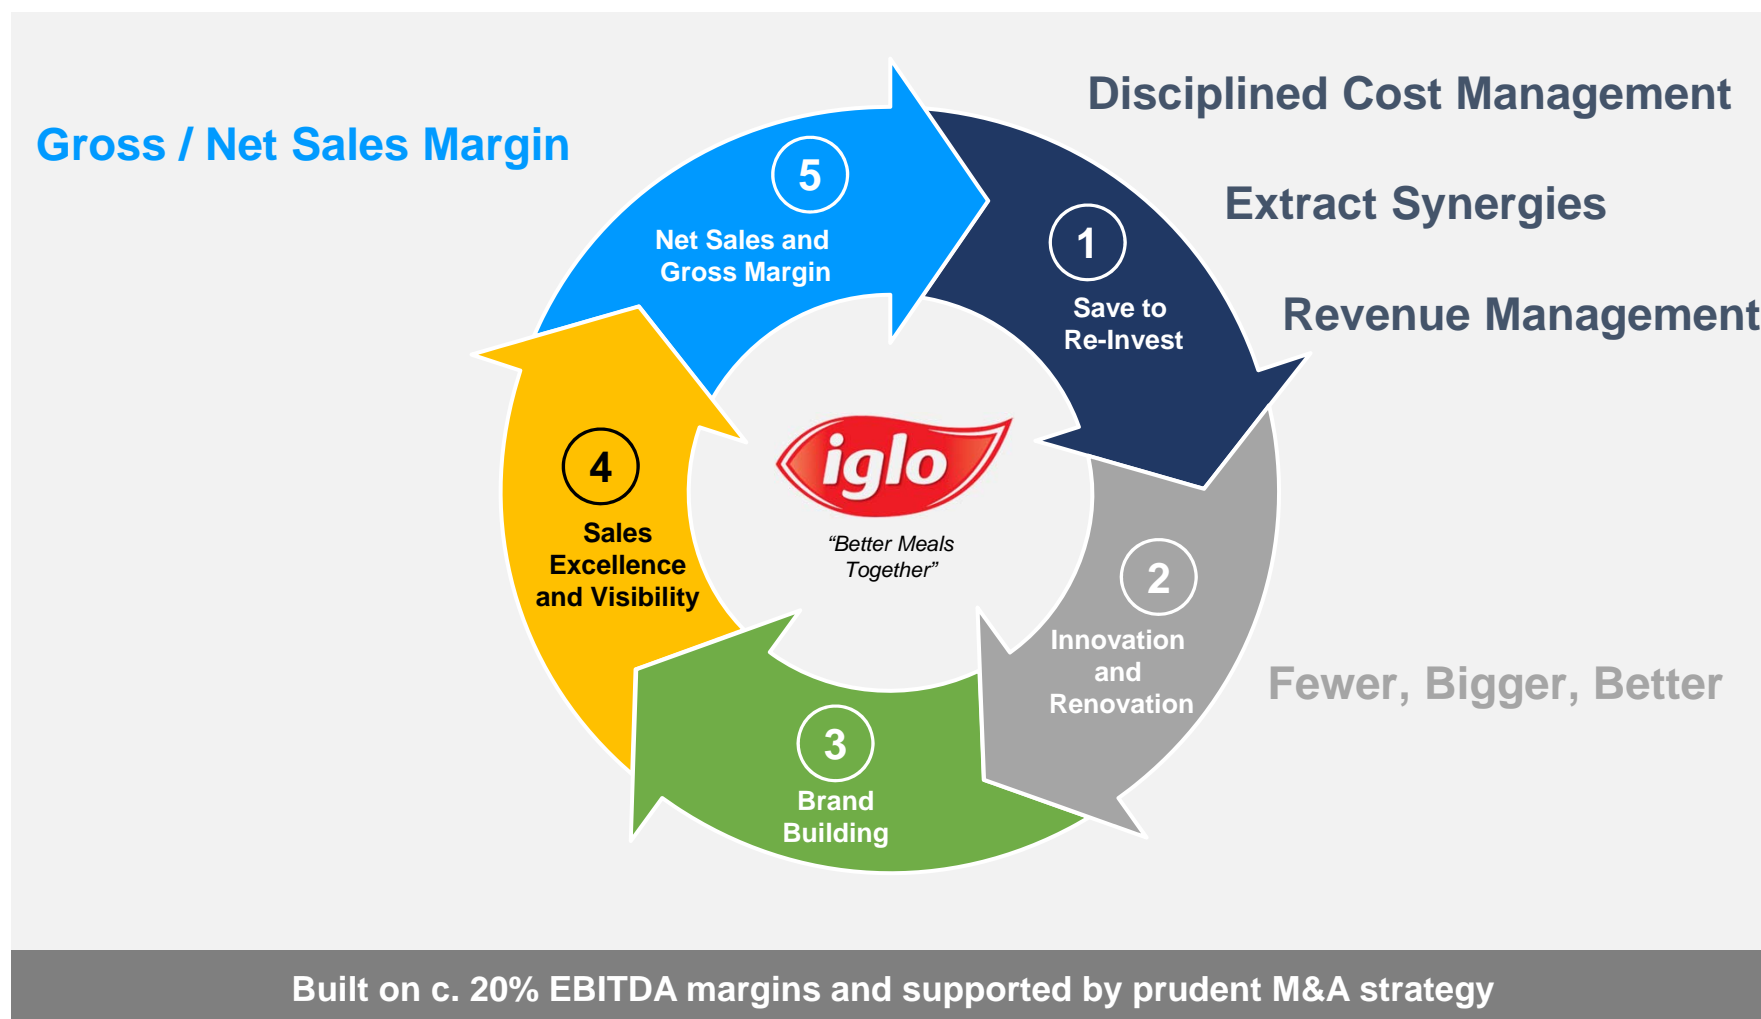 Disciplined Cost Management
Gross / Net Sales Margin
Extract Synergies
Revenue Management
5
Net Sales and
Gross Margin
1
Save to
Re-Invest
iglo
“Better Meals
Together”
4
Sales
Excellence
and Visibility
2
Innovation
and
Renovation
Fewer, Bigger, Better
3
Brand
Building
Built on c. 20% EBITDA margins and supported by prudent M&A strategy